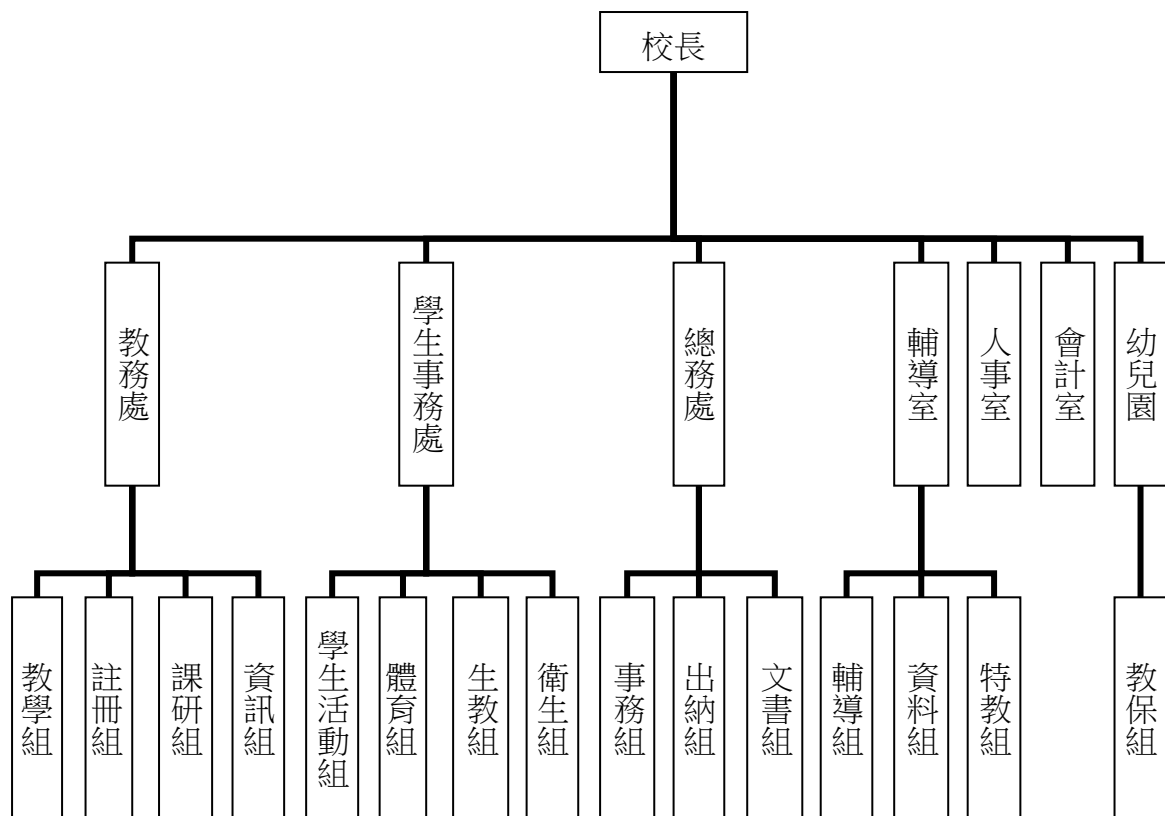 校長
教務處
學生事務處
總務處
輔導室
人事室
會計室
幼兒園
教學組
註冊組
課研組
資訊組
學生活動組
體育組
生教組
衛生組
事務組
出納組
文書組
輔導組
資料組
特教組
教保組